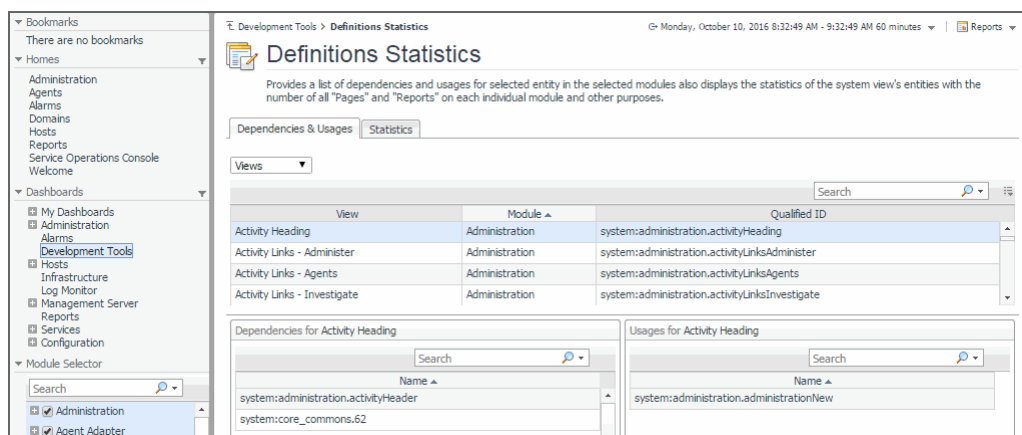 Bookmarks
There are no bookmarks
Homes
Administration
Agents
Alarms
Domains
Hosts
Reports
Service Operations Console
Welcome
Dashboards
My Dashboards
Administration
Alarms
Development Tools
Hosts
Infrastructure
Log Monitor
Management Server
Reports
Services
Configuration
Module Selector
Search
Administration
Agent Adapter
Development Tools > Definitions Statistics
Monday, October 10, 2016 8:32:49 AM - 9:32:49 AM 60 minutes
Reports
Definitions Statistics
Provides a list of dependencies and usages for selected entity in the selected modules also displays the statistics of the system view's entities with the
number of all "Pages" and "Reports" on each individual module and other purposes.
Dependencies & Usages Statistics
Views
Search
View Module Qualified ID
Activity Heading Administration system:administration.activityHeading
Activity Links - Administer Administration system:administration.activityLinksAdminister
Activity Links - Agents Administration system:administration.activityLinksAgents
Activity Links - Investigate Administration system:administration.activityLinksInvestigate
Dependencies for Activity Heading
Search
Name
system:administration.activityHeader
system:core_commons.62
Usages for Activity Heading
Search
Name
system:administration.administrationNew